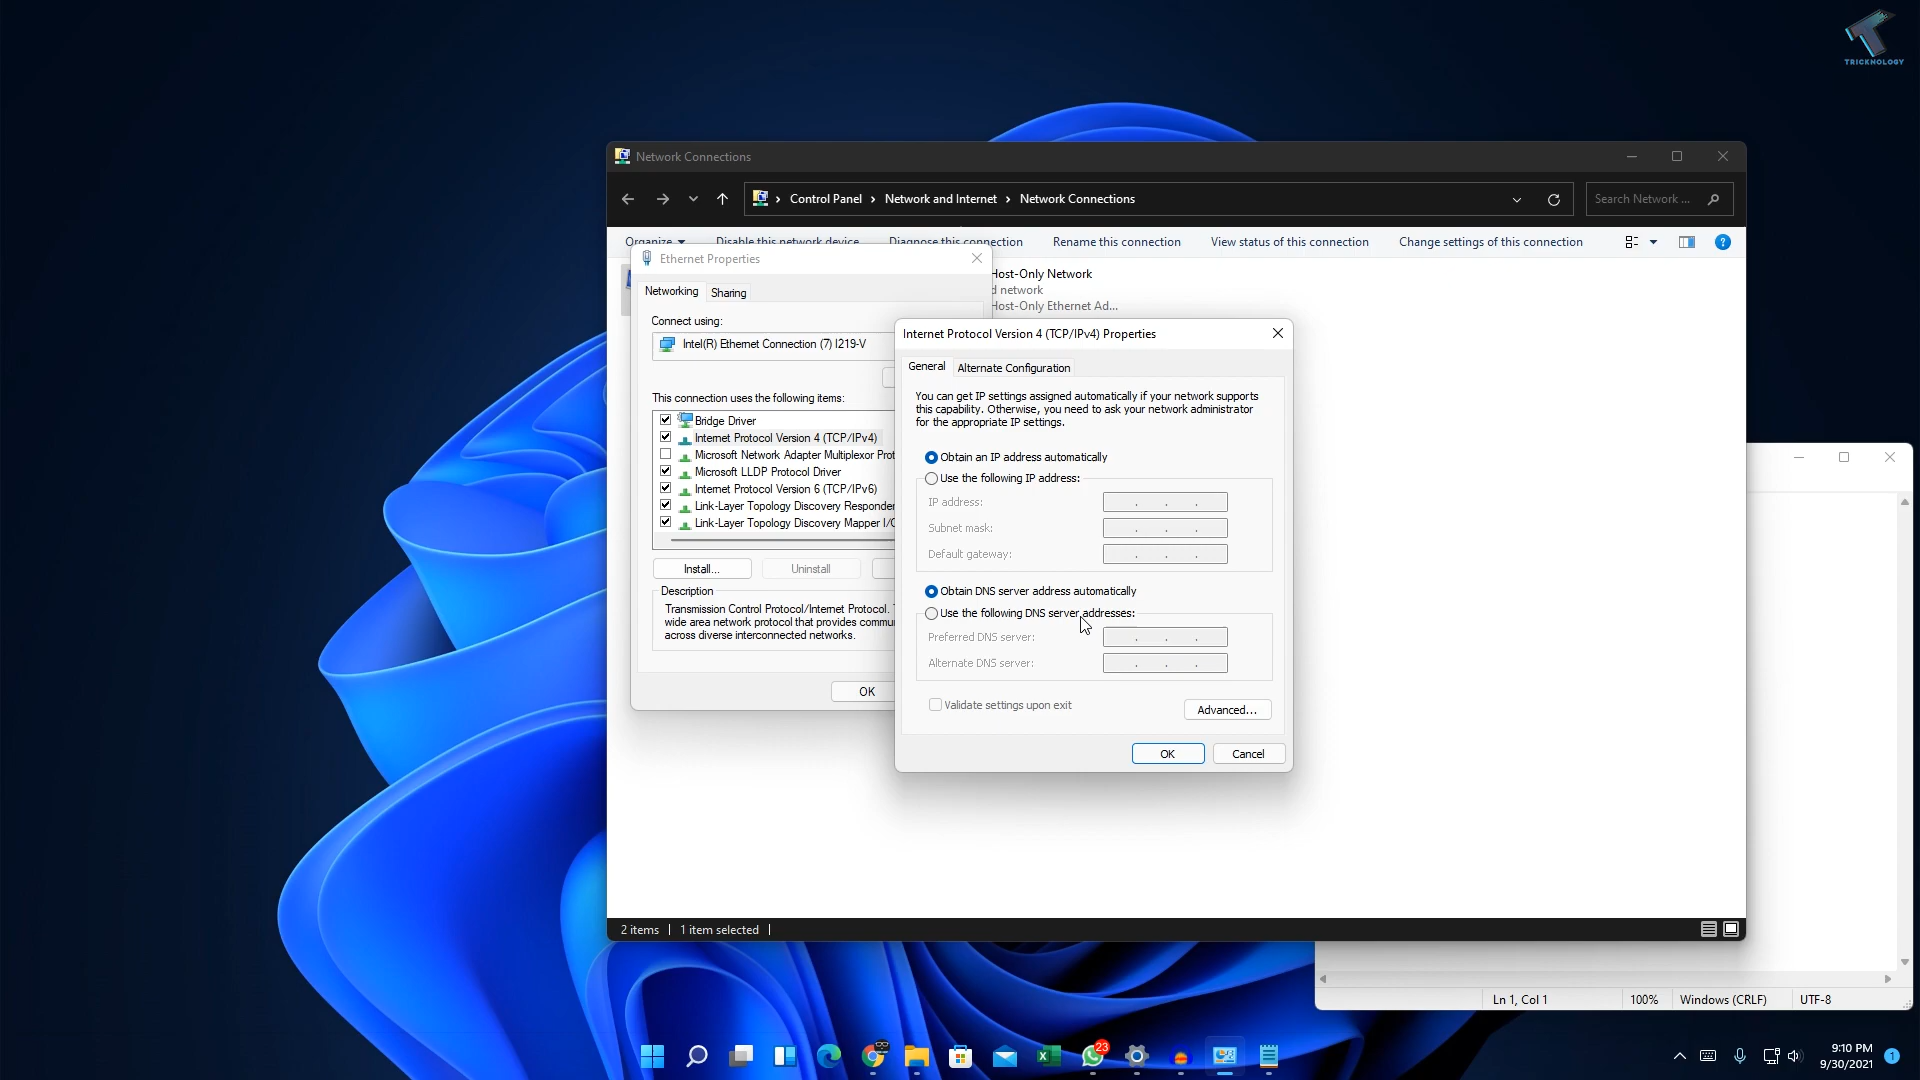 TRICKNOLOGY
Network Connections
Control Panel > Network and Internet > Network Connections
Search Network ...
Organize
Disable this network device
Diagnose this connection
Rename this connection
View status of this connection
Change settings of this connection
Host-Only Network
d network
Host-Only Ethernet Ad...
Ethernet Properties
Networking
Sharing
Connect using:
Intel(R) Ethernet Connection (7) I219-V
This connection uses the following items:
Bridge Driver
Internet Protocol Version 4 (TCP/IPv4)
Microsoft Network Adapter Multiplexor Prot
Microsoft LLDP Protocol Driver
Internet Protocol Version 6 (TCP/IPv6)
Link-Layer Topology Discovery Responder
Link-Layer Topology Discovery Mapper I/O
Install...
Uninstall
Description
Transmission Control Protocol/Internet Protocol.
wide area network protocol that provides commu
across diverse interconnected networks.
OK
Internet Protocol Version 4 (TCP/IPv4) Properties
General
Alternate Configuration
You can get IP settings assigned automatically if your network supports
this capability. Otherwise, you need to ask your network administrator
for the appropriate IP settings.
Obtain an IP address automatically
Use the following IP address:
IP address:
Subnet mask:
Default gateway:
Obtain DNS server address automatically
Use the following DNS server addresses:
Preferred DNS server:
Alternate DNS server:
Validate settings upon exit
Advanced...
OK
Cancel
2 items
1 item selected
Ln 1, Col 1
100%
Windows (CRLF)
UTF-8
23
9:10 PM
9/30/2021
1